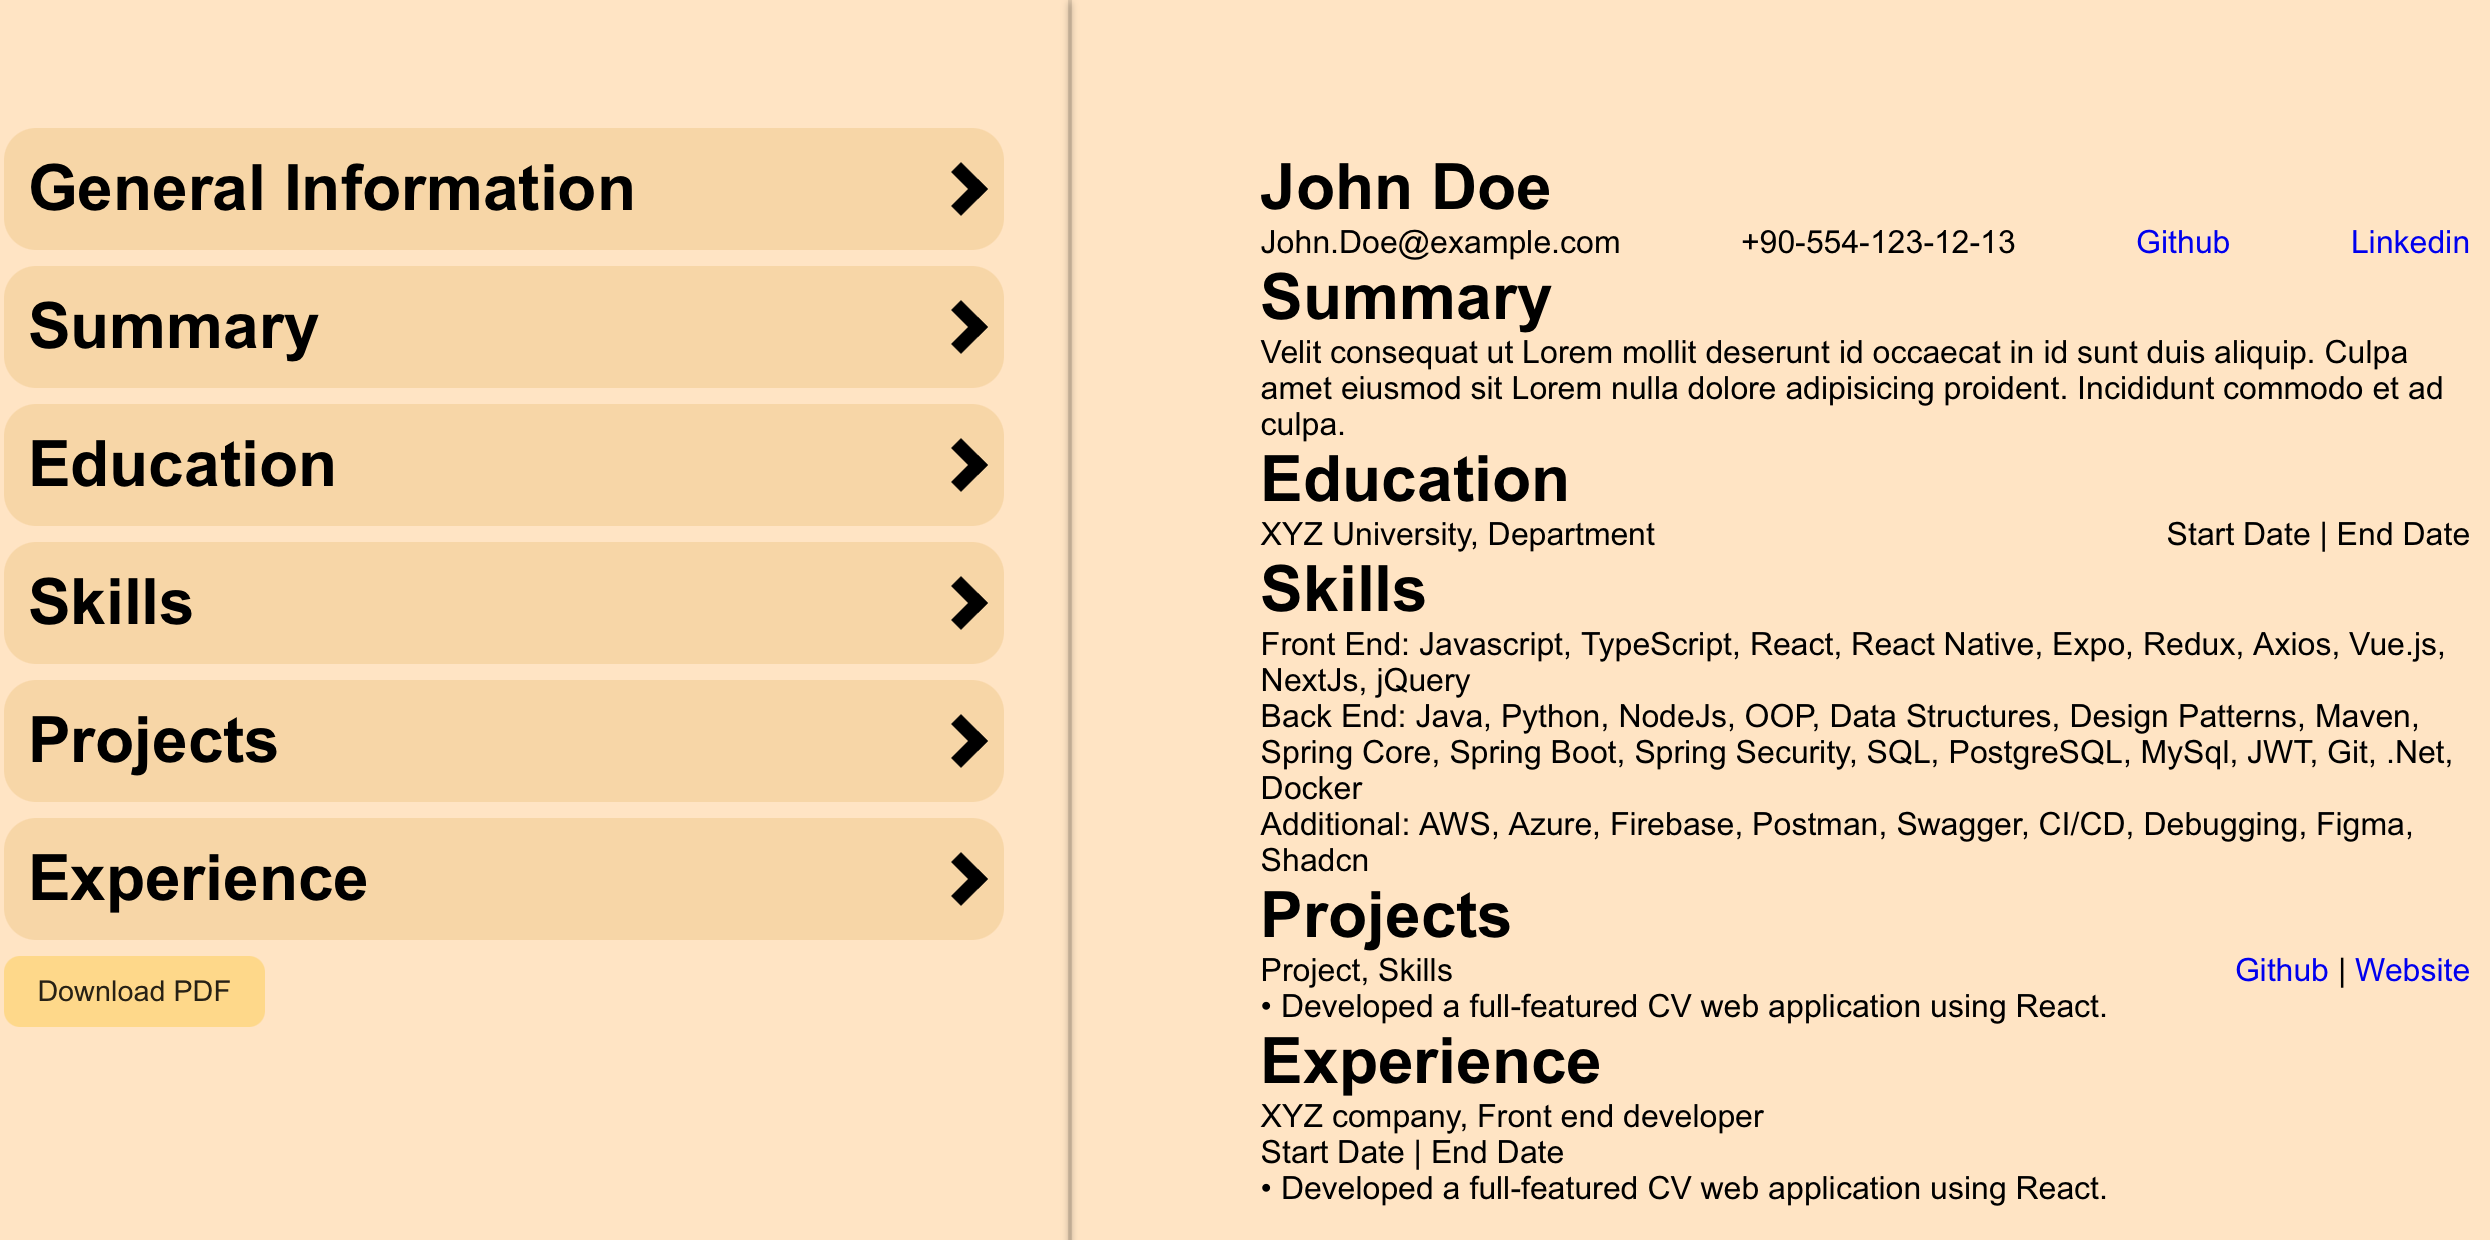 General Information
Summary
Education
Skills
Projects
Experience
Download PDF
John Doe
John.Doe@example.com +90-554-123-12-13 Github Linkedin
Summary
Velit consequat ut Lorem mollit deserunt id occaecat in id sunt duis aliquip. Culpa
amet eiusmod sit Lorem nulla dolore adipisicing proident. Incididunt commodo et ad
culpa.
Education
XYZ University, Department Start Date | End Date
Skills
Front End: Javascript, TypeScript, React, React Native, Expo, Redux, Axios, Vue.js,
NextJs, jQuery
Back End: Java, Python, NodeJs, OOP, Data Structures, Design Patterns, Maven,
Spring Core, Spring Boot, Spring Security, SQL, PostgreSQL, MySql, JWT, Git, .Net,
Docker
Additional: AWS, Azure, Firebase, Postman, Swagger, CI/CD, Debugging, Figma,
Shadcn
Projects
Project, Skills Github | Website
• Developed a full-featured CV web application using React.
Experience
XYZ company, Front end developer
Start Date | End Date
• Developed a full-featured CV web application using React.